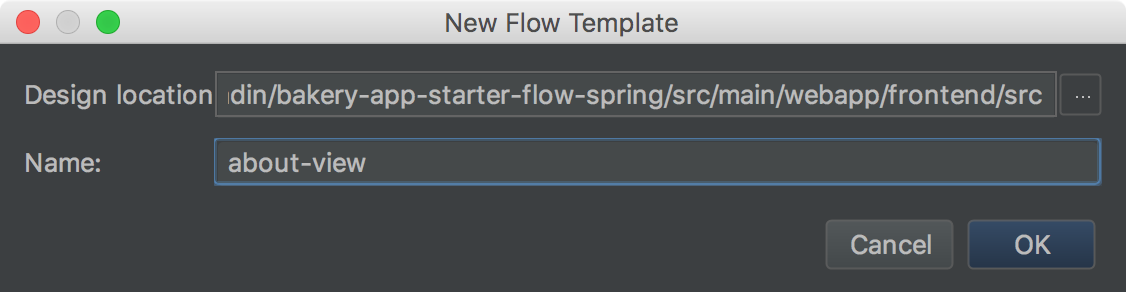 New Flow Template
Design location din/bakery-app-starter-flow-spring/src/main/webapp/frontend/src ...
Name: about-view
Cancel OK